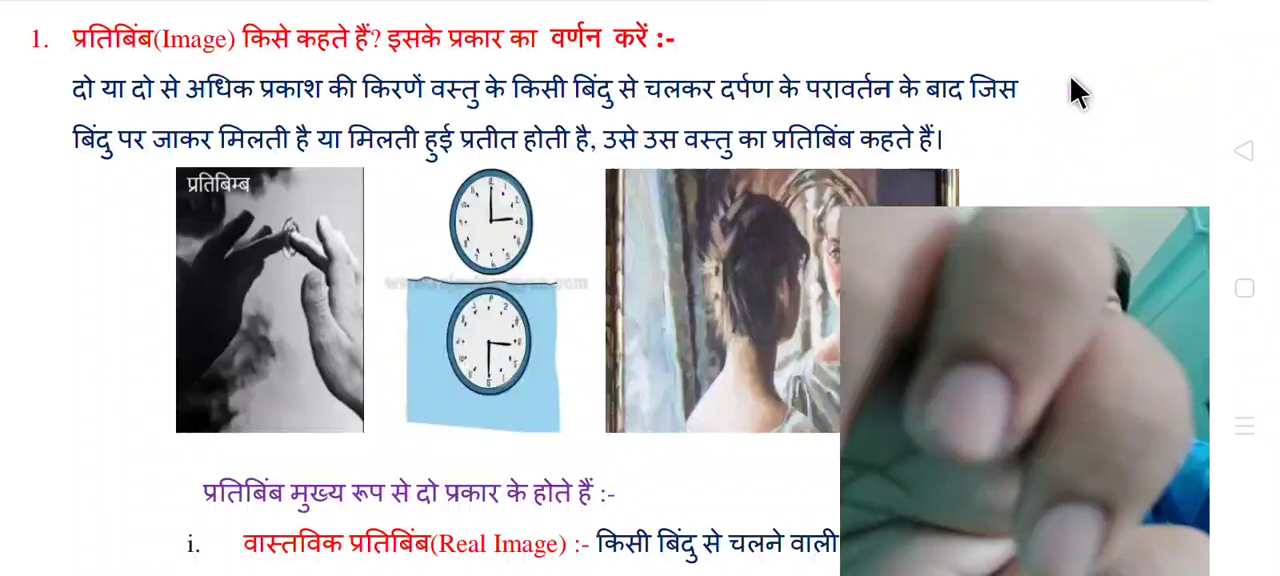 1. प्रतिबिंब(Image) किसे कहते हैं? इसके प्रकार का वर्णन करें :-
दो या दो से अधिक प्रकाश की किरणें वस्तु के किसी बिंदु से चलकर दर्पण के परावर्तन के बाद जिस
बिंदु पर जाकर मिलती है या मिलती हुई प्रतीत होती है, उसे उस वस्तु का प्रतिबिंब कहते हैं।
प्रतिबिम्ब
प्रतिबिंब मुख्य रूप से दो प्रकार के होते हैं :-
i. वास्तविक प्रतिबिंब(Real Image) :- किसी बिंदु से चलने वाली